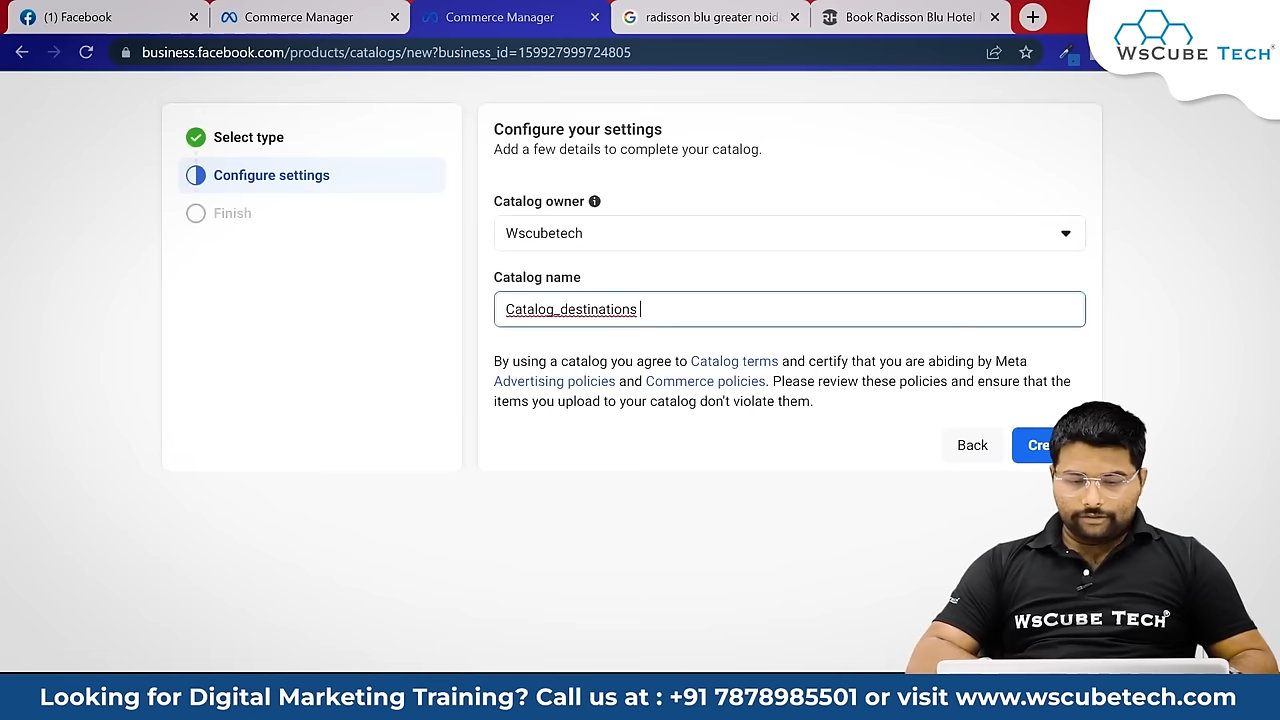 (1) Facebook
Commerce Manager
Commerce Manager
radisson blu greater noid
Book Radisson Blu Hotel
business.facebook.com/products/catalogs/new?business_id=159927999724805
WSCUBE TECH
Select type
Configure settings
Finish
Configure your settings
Add a few details to complete your catalog.
Catalog owner
Wscubetech
Catalog name
Catalog_destinations
By using a catalog you agree to Catalog terms and certify that you are abiding by Meta
Advertising policies and Commerce policies. Please review these policies and ensure that the
items you upload to your catalog don't violate them.
Back
Cre
WSCUBE TECH®
Looking for Digital Marketing Training? Call us at : +91 7878985501 or visit www.wscubetech.com